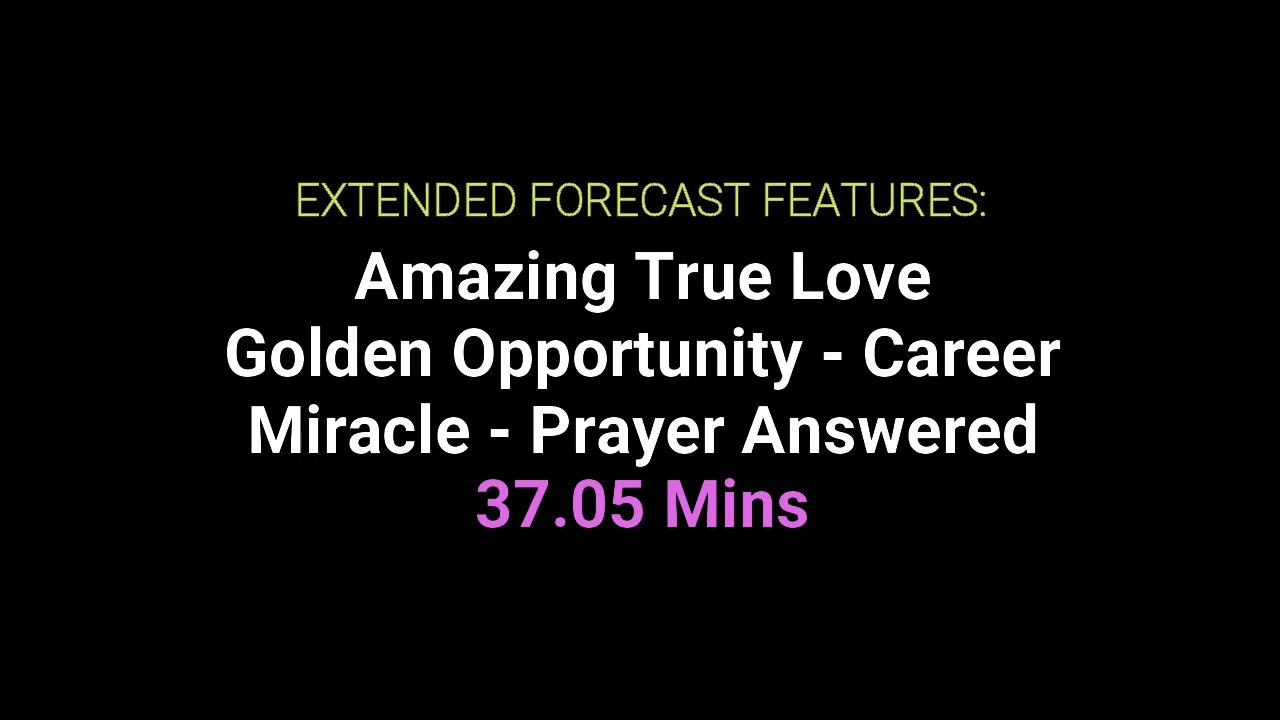 EXTENDED FORECAST FEATURES:
Amazing True Love
Golden Opportunity - Career
Miracle - Prayer Answered
37.05 Mins